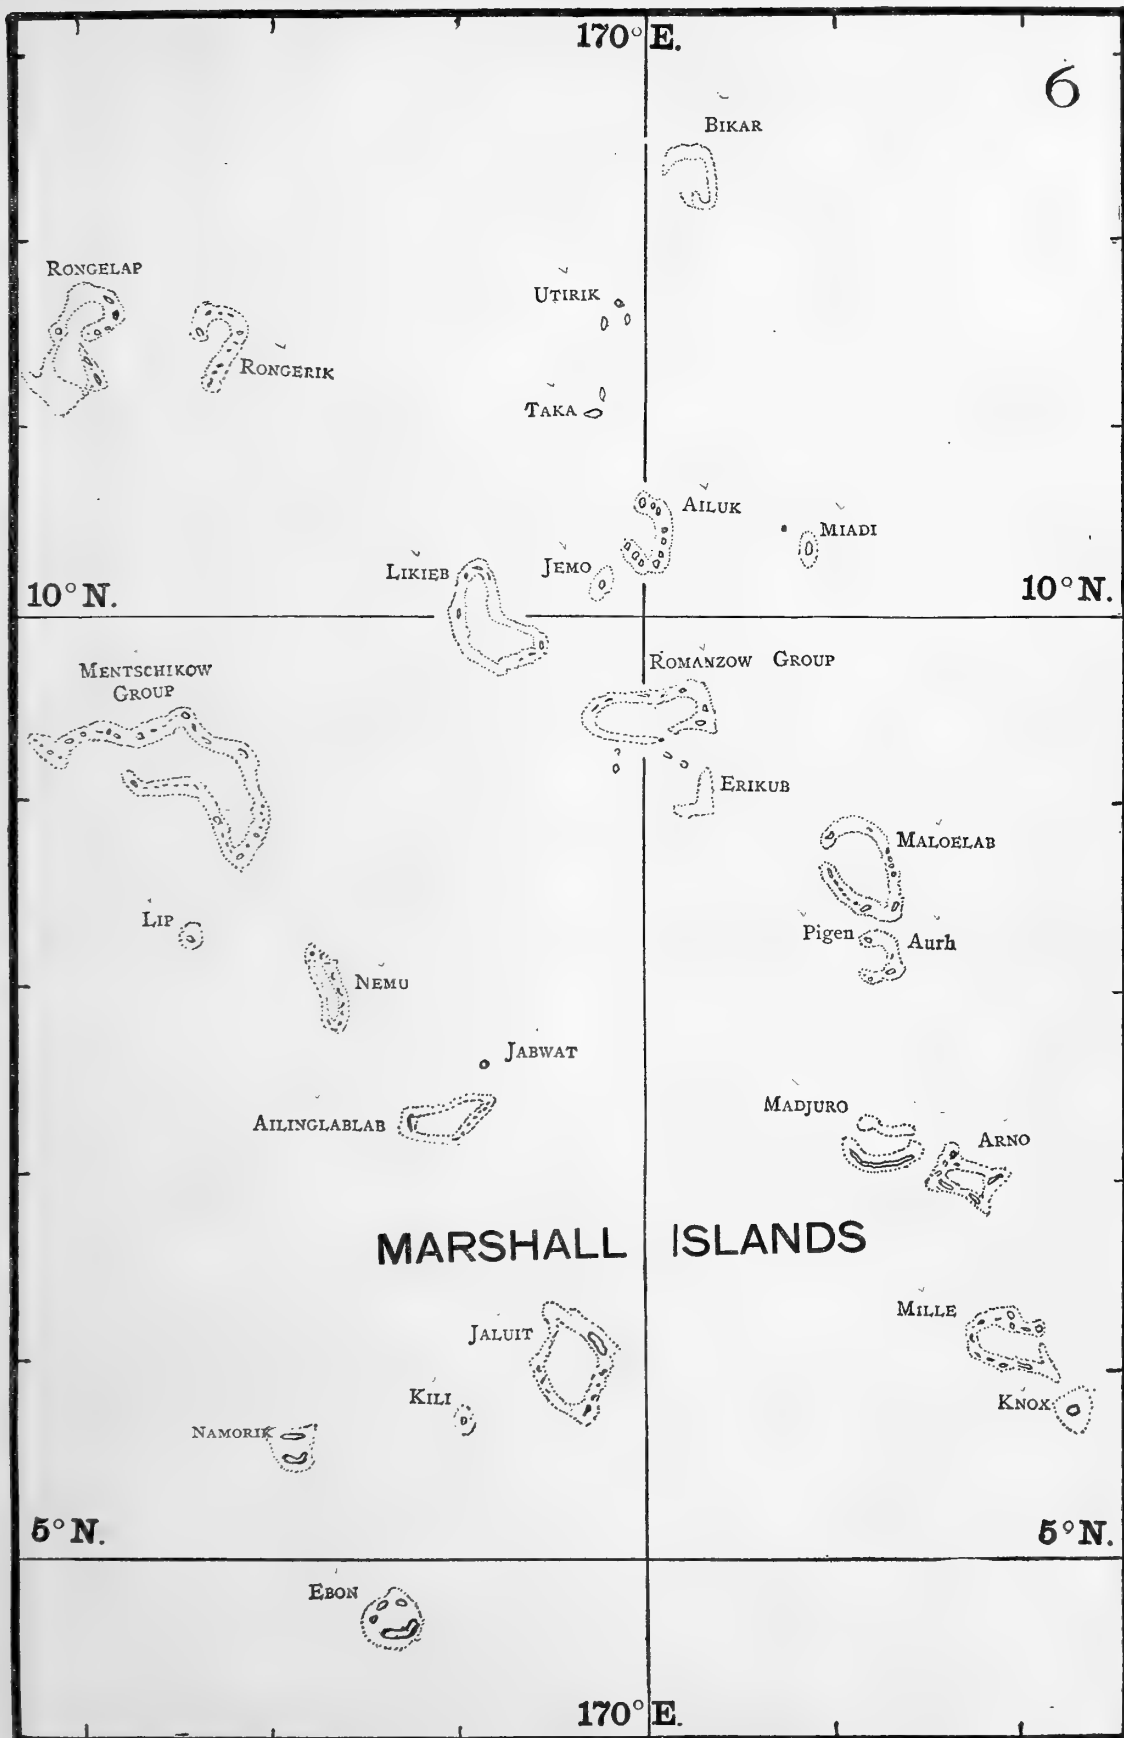 170° E.
6
BIKAR
RONGELAP
UTIRIK
RONGERIK
TAKA
AILUK
MIADI
LIKIEB
JEMO
10° N.
10° N.
MENTSCHIKOW
GROUP
ROMANZOW GROUP
ERIKUB
MALOELAB
LIP
Pigen
Aurh
NEMU
JABWAT
AILINGLABLAB
MADJURO
ARNO
MARSHALL ISLANDS
MILLE
JALUIT
KILI
KNOX
NAMORIK
5° N.
5° N.
EBON
170° E.